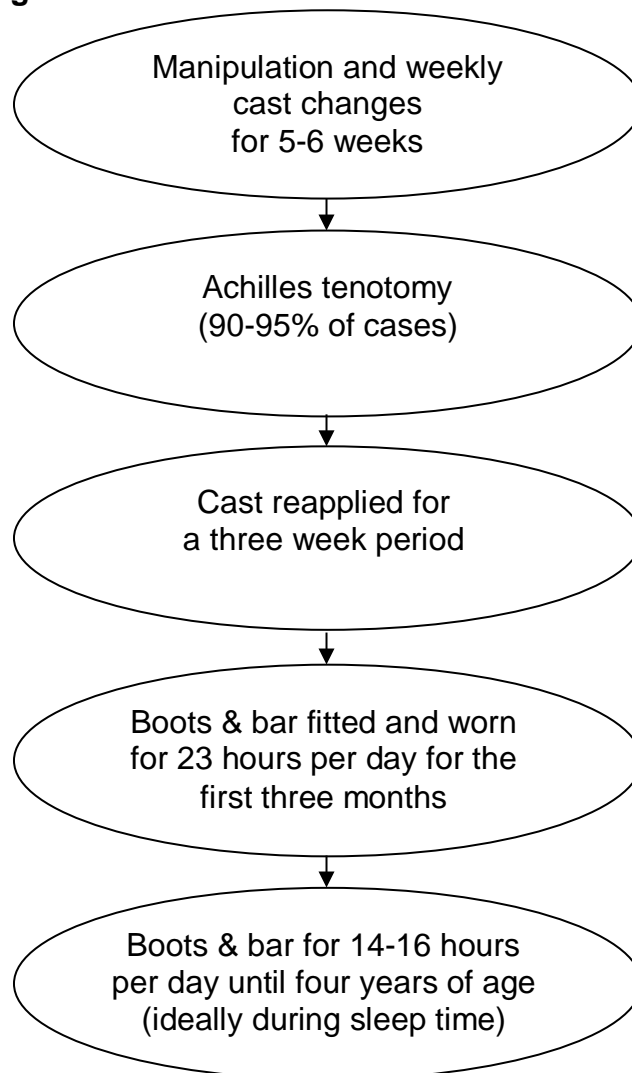 Manipulation and weekly
cast changes
for 5-6 weeks
Achilles tenotomy
(90-95% of cases)
Cast reapplied for
a three week period
Boots & bar fitted and worn
for 23 hours per day for the
first three months
Boots & bar for 14-16 hours
per day until four years of age
(ideally during sleep time)